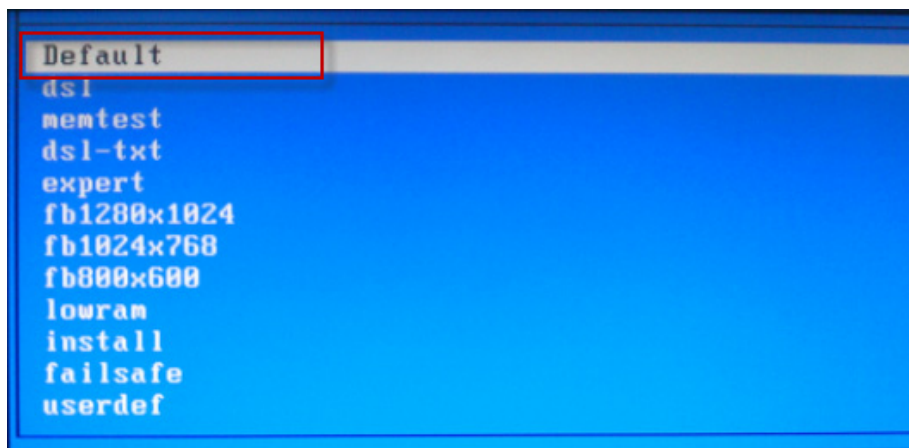 Default
dsl
memtest
dsl-txt
expert
fb1280x1024
fb1024x768
fb800x600
lowram
install
failsafe
userdef